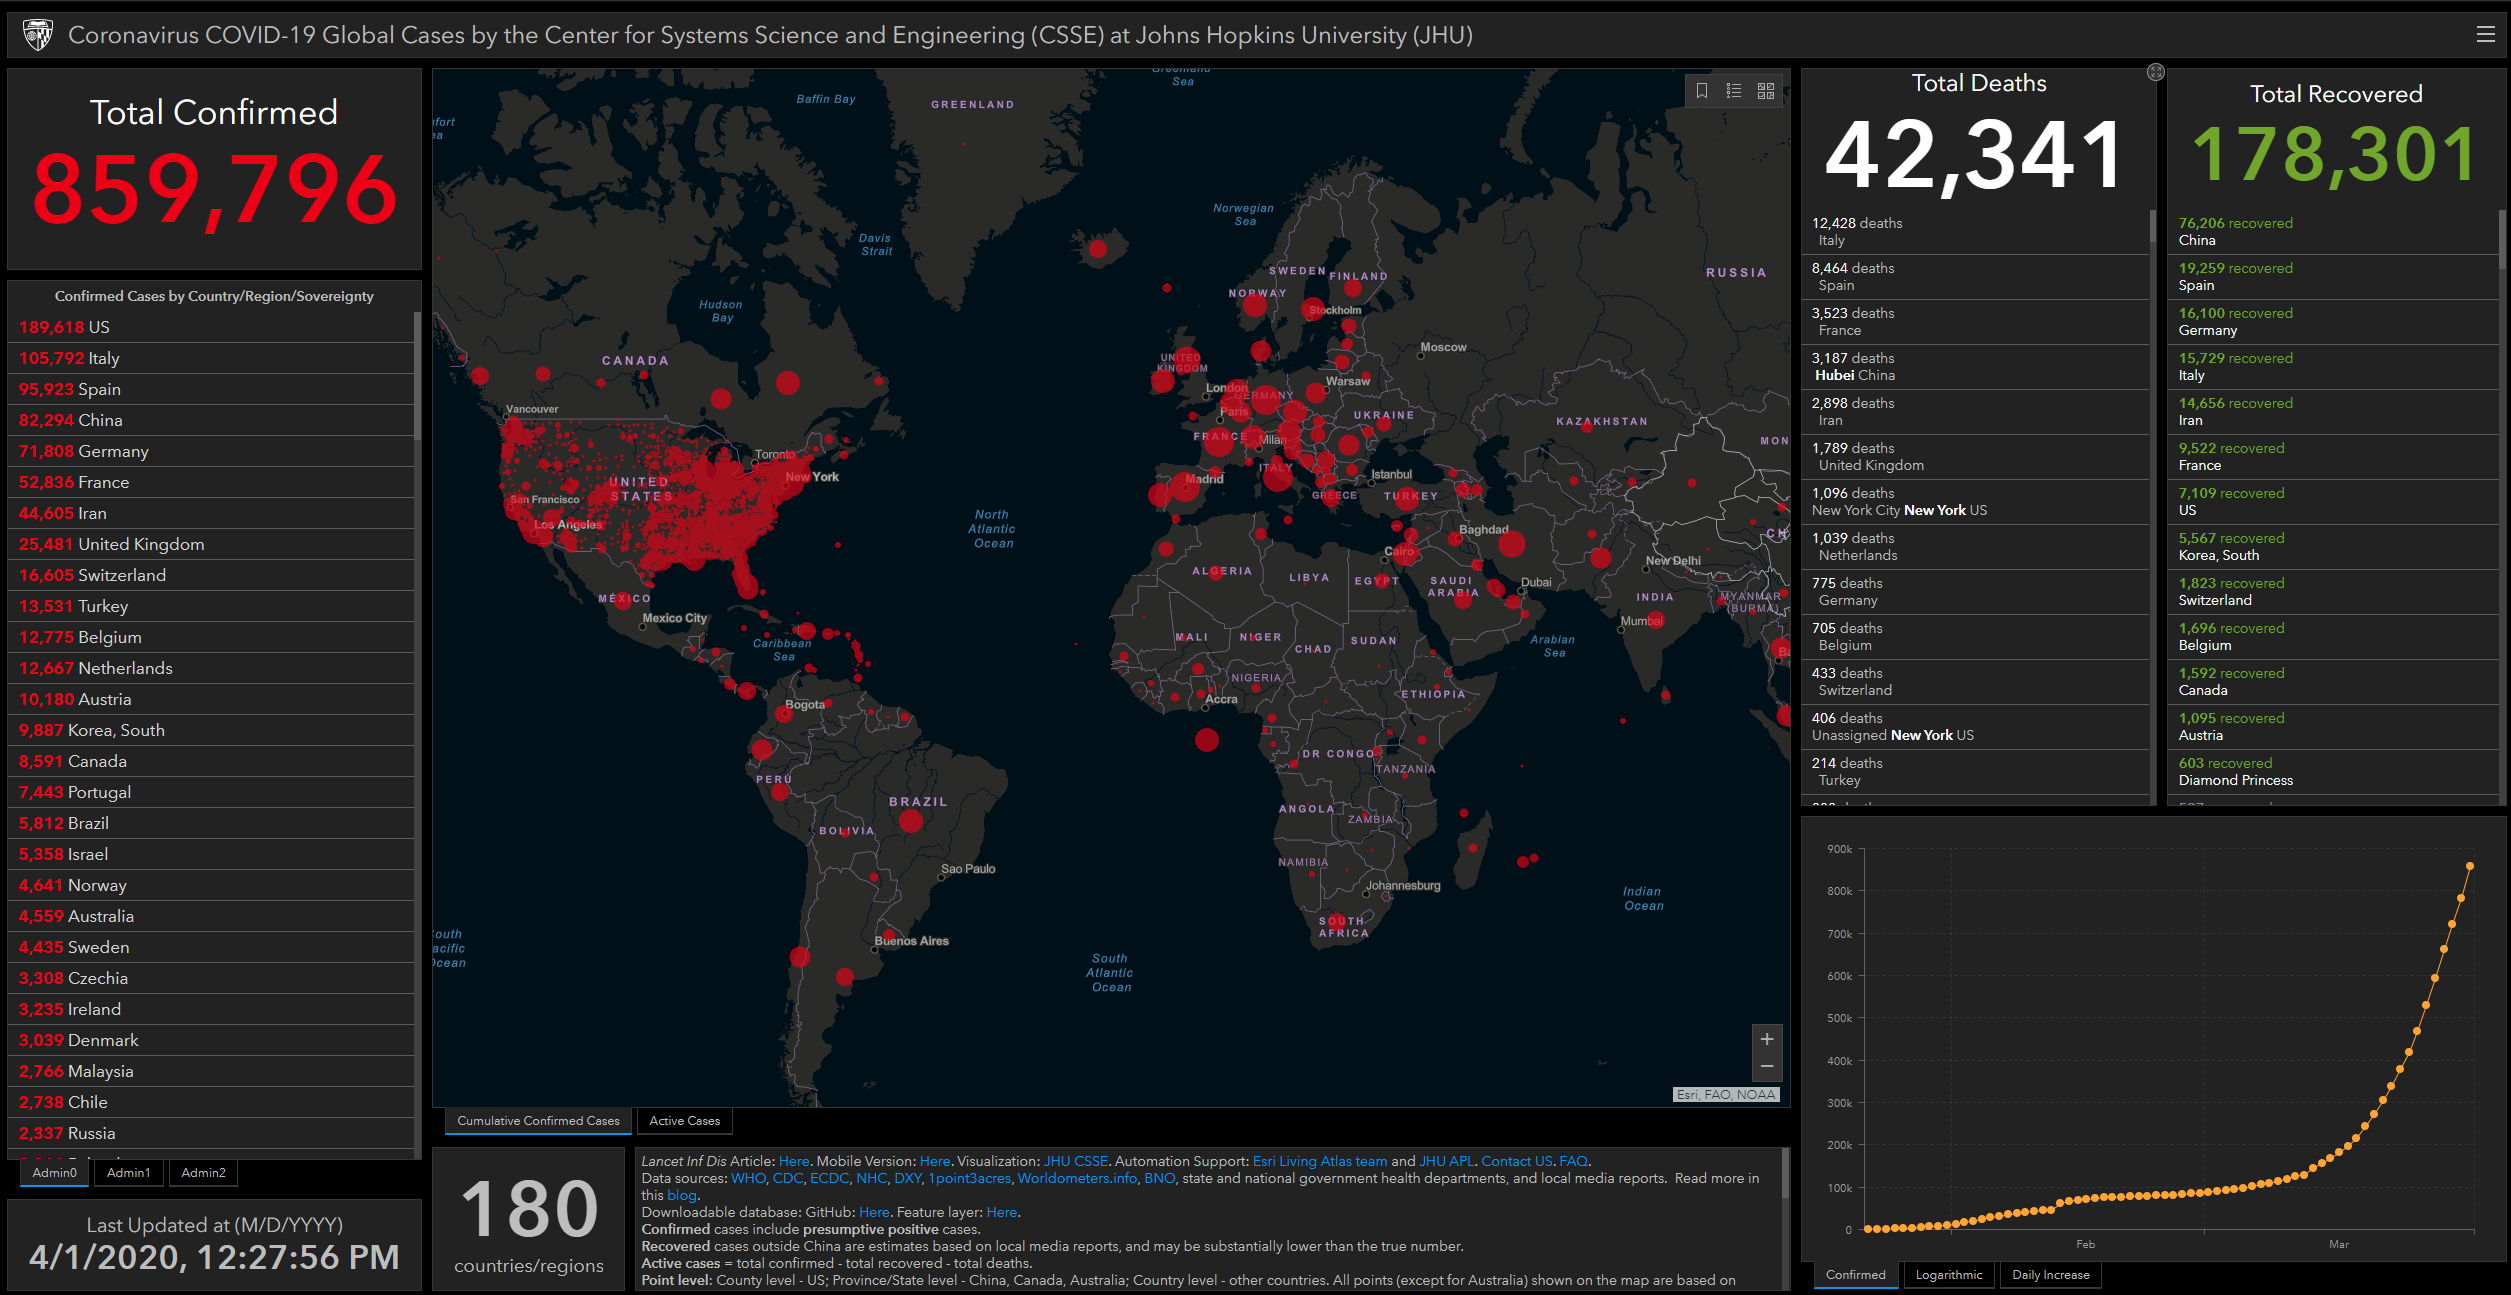 Coronavirus COVID-19 Global Cases by the Center for Systems Science and Engineering (CSSE) at Johns Hopkins University (JHU)
Total Confirmed
859,796
Confirmed Cases by Country/Region/Sovereignty
189,618 US
105,792 Italy
95,923 Spain
82,294 China
71,808 Germany
52,836 France
44,605 Iran
25,481 United Kingdom
16,605 Switzerland
13,531 Turkey
12,775 Belgium
12,667 Netherlands
10,180 Austria
9,887 Korea, South
8,591 Canada
7,443 Portugal
5,812 Brazil
5,358 Israel
4,641 Norway
4,559 Australia
4,435 Sweden
3,308 Czechia
3,235 Ireland
3,039 Denmark
2,766 Malaysia
2,738 Chile
2,337 Russia
Admin0
Admin1
Admin2
Last Updated at (M/D/YYYY)
4/1/2020, 12:27:56 PM
Sea
Baffin Bay
GREENLAND
Norwegian
Sea
Davis
Strait
Hudson
Bay
SWEDEN
FINLAND
RUSSIA
NORWAY
Stockholm
CANADA
UNITED
KINGDOM
Moscow
London
Warsaw
GERMANY
Vancouver
Paris
UKRAINE
KAZAKHSTAN
FRANCE
Milan
MON
Toronto
New York
UNITED
STATES
San Francisco
Los Angeles
ITALY
Istanbul
Madrid
GREECE
TURKEY
North
Atlantic
Ocean
Baghdad
CH
Cairo
ALGERIA
LIBYA
EGYPT
SAUDI
ARABIA
Dubai
New Delhi
MÉXICO
Mexico City
INDIA
MYANMAR
(BURMA)
Mumbai
Caribbean
Sea
MALI
NIGER
CHAD
SUDAN
Arabian
Sea
Ba
NIGERIA
ETHIOPIA
Accra
Bogota
DR CONGO
TANZANIA
PERÚ
BRAZIL
ANGOLA
ZAMBIA
BOLIVIA
NAMIBIA
Sao Paulo
Johannesburg
Indian
Ocean
SOUTH
AFRICA
Buenos Aires
South
Atlantic
Ocean
outh
acific
Ocean
+
−
Esri, FAO, NOAA
Cumulative Confirmed Cases
Active Cases
180
countries/regions
Lancet Inf Dis Article: Here. Mobile Version: Here. Visualization: JHU CSSE. Automation Support: Esri Living Atlas team and JHU APL. Contact US. FAQ.
Data sources: WHO, CDC, ECDC, NHC, DXY, 1point3acres, Worldometers.info, BNO, state and national government health departments, and local media reports. Read more in
this blog.
Downloadable database: GitHub: Here. Feature layer: Here.
Confirmed cases include presumptive positive cases.
Recovered cases outside China are estimates based on local media reports, and may be substantially lower than the true number.
Active cases = total confirmed - total recovered - total deaths.
Point level: County level - US; Province/State level - China, Canada, Australia; Country level - other countries. All points (except for Australia) shown on the map are based on
Total Deaths
42,341
12,428 deaths
Italy
8,464 deaths
Spain
3,523 deaths
France
3,187 deaths
Hubei China
2,898 deaths
Iran
1,789 deaths
United Kingdom
1,096 deaths
New York City New York US
1,039 deaths
Netherlands
775 deaths
Germany
705 deaths
Belgium
433 deaths
Switzerland
406 deaths
Unassigned New York US
214 deaths
Turkey
Total Recovered
178,301
76,206 recovered
China
19,259 recovered
Spain
16,100 recovered
Germany
15,729 recovered
Italy
14,656 recovered
Iran
9,522 recovered
France
7,109 recovered
US
5,567 recovered
Korea, South
1,823 recovered
Switzerland
1,696 recovered
Belgium
1,592 recovered
Canada
1,095 recovered
Austria
603 recovered
Diamond Princess
900k
800k
700k
600k
500k
400k
300k
200k
100k
0
Feb
Mar
Confirmed
Logarithmic
Daily Increase